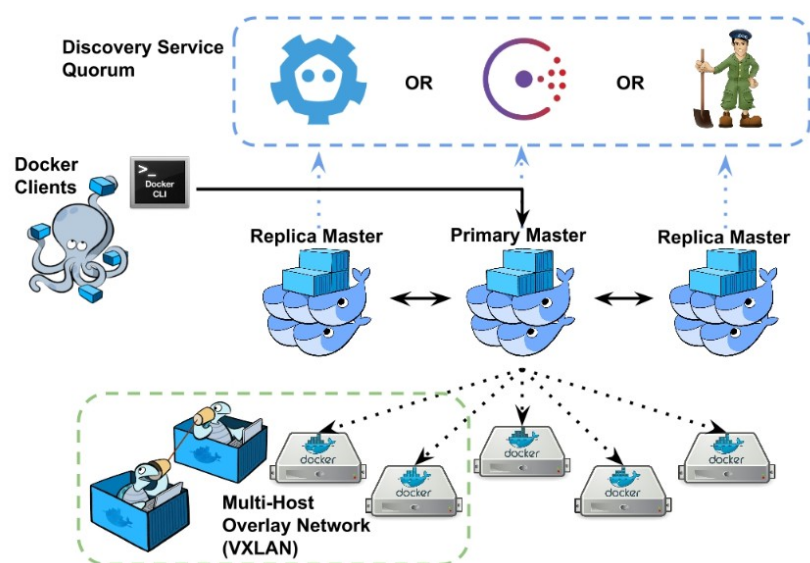 Discovery Service
Quorum
OR
OR
Docker
Clients
>_
Docker
CLI
Replica Master
Primary Master
Replica Master
docker
docker
docker
docker
docker
Multi-Host
Overlay Network
(VXLAN)